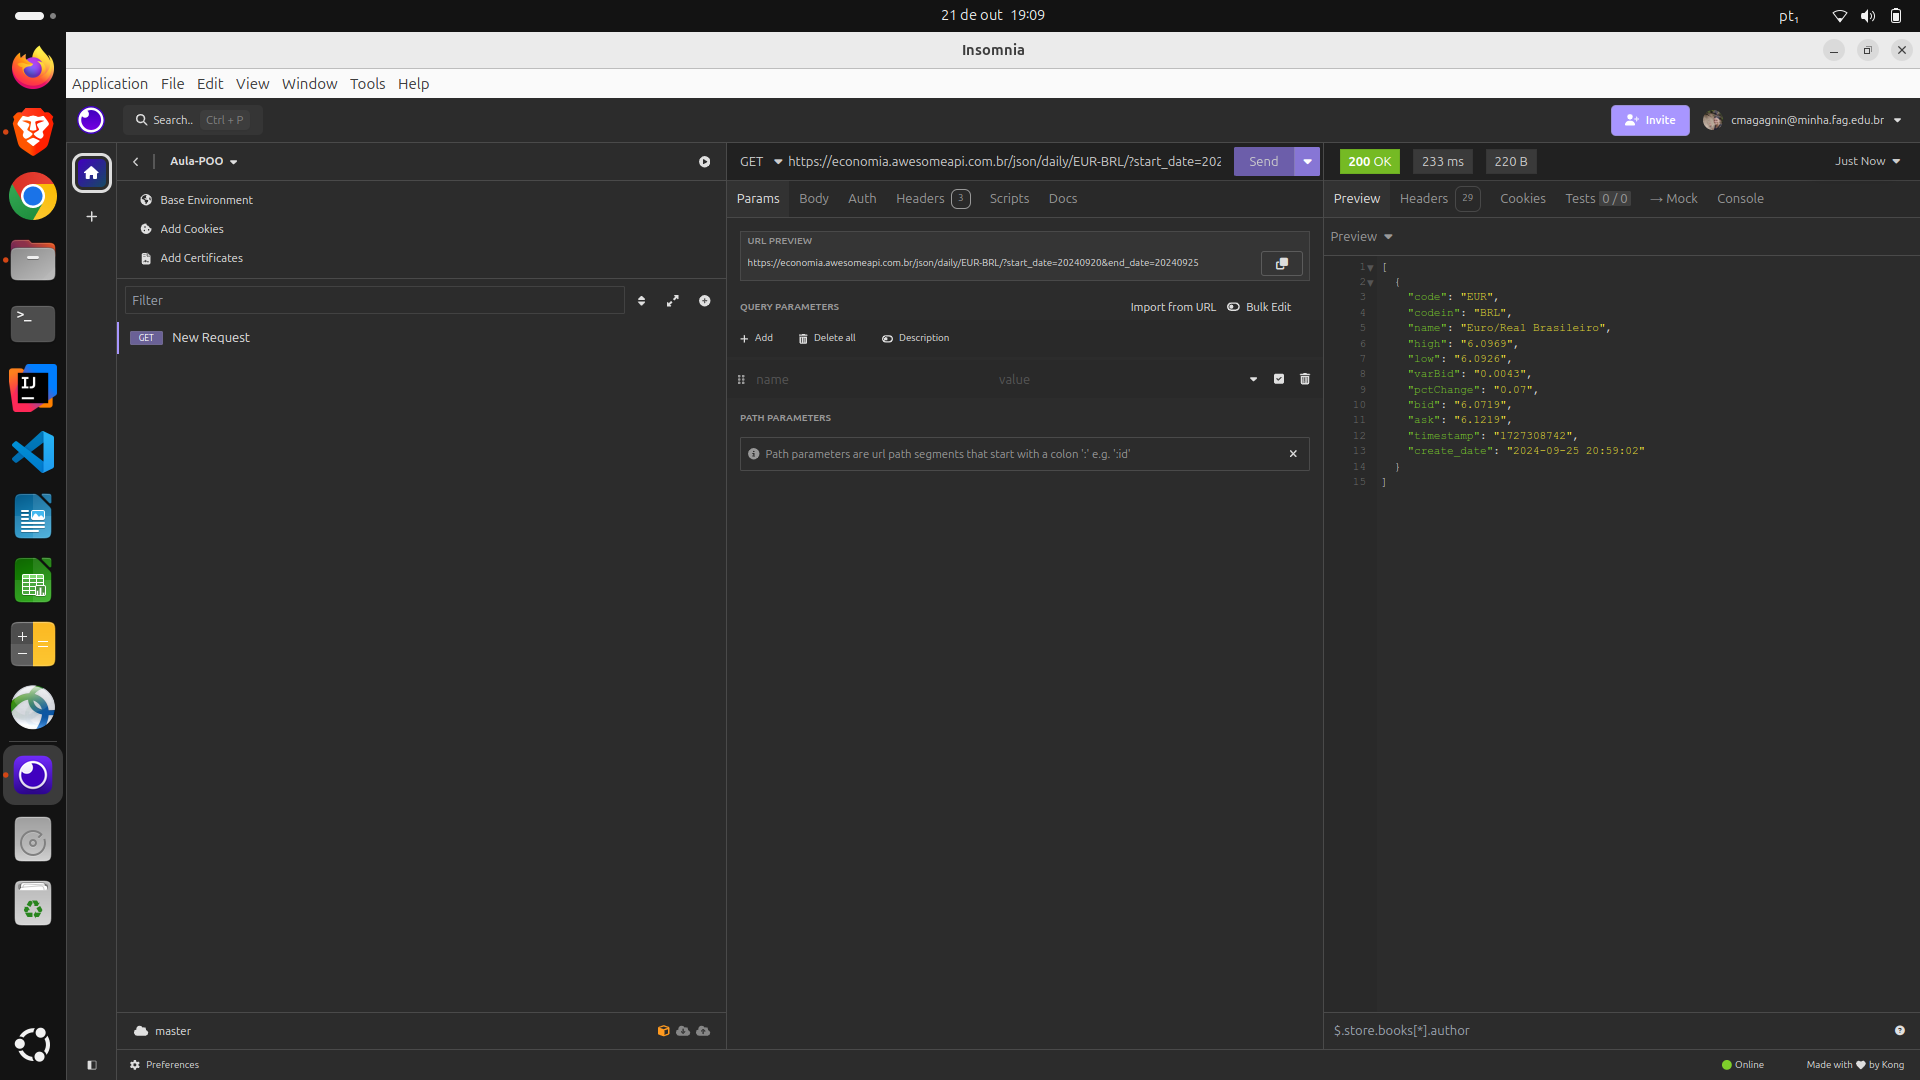 21 de out 19:09
pt₁
Insomnia
Application File Edit View Window Tools Help
Search.. Ctrl + P
Invite
cmagagnin@minha.fag.edu.br
Aula-POO
Base Environment
Add Cookies
Add Certificates
Filter
GET New Request
GET https://economia.awesomeapi.com.br/json/daily/EUR-BRL/?start_date=202
Send
Params Body Auth Headers 3 Scripts Docs
URL PREVIEW
https://economia.awesomeapi.com.br/json/daily/EUR-BRL/?start_date=20240920&end_date=20240925
QUERY PARAMETERS
Import from URL Bulk Edit
Add Delete all Description
name value
PATH PARAMETERS
Path parameters are url path segments that start with a colon ':' e.g. ':id'
200 OK 233 ms 220 B
Just Now
Preview Headers 29 Cookies Tests 0 / 0 → Mock Console
Preview
1 [
2 {
3 "code": "EUR",
4 "codein": "BRL",
5 "name": "Euro/Real Brasileiro",
6 "high": "6.0969",
7 "low": "6.0926",
8 "varBid": "0.0043",
9 "pctChange": "0.07",
10 "bid": "6.0719",
11 "ask": "6.1219",
12 "timestamp": "1727308742",
13 "create_date": "2024-09-25 20:59:02"
14 }
15 ]
master
$.store.books[*].author
Preferences
Online
Made with ♥ by Kong